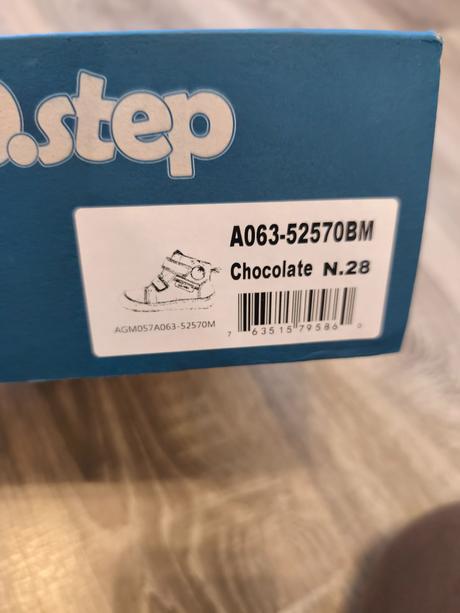 D.step
A063-52570BM
Chocolate N.28
AGM057A063-52570M
7 63515 79586 0